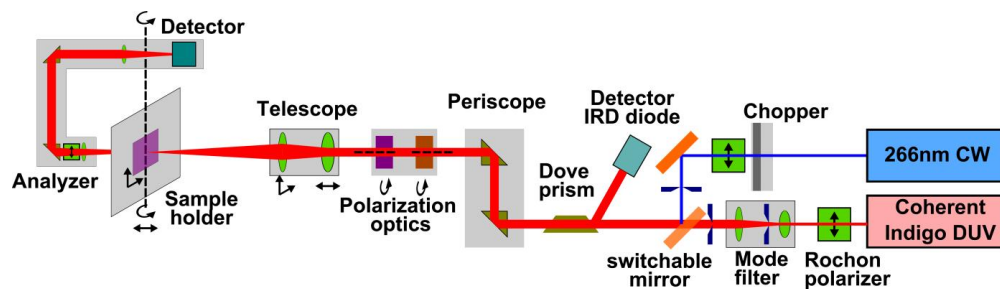 Detector
Analyzer
Sample
holder
Telescope
Polarization
optics
Periscope
Dove
prism
Detector
IRD diode
Chopper
266nm CW
switchable
mirror
Mode
filter
Rochon
polarizer
Coherent
Indigo DUV